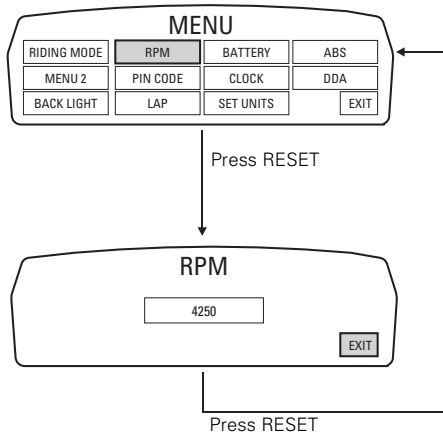 MENU
RIDING MODE RPM BATTERY ABS
MENU 2 PIN CODE CLOCK DDA
BACK LIGHT LAP SET UNITS EXIT
Press RESET
RPM
4250
EXIT
Press RESET